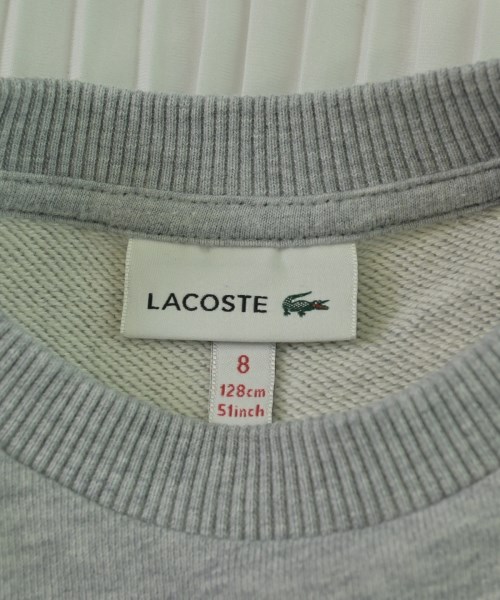 LACOSTE
8
128cm
51inch